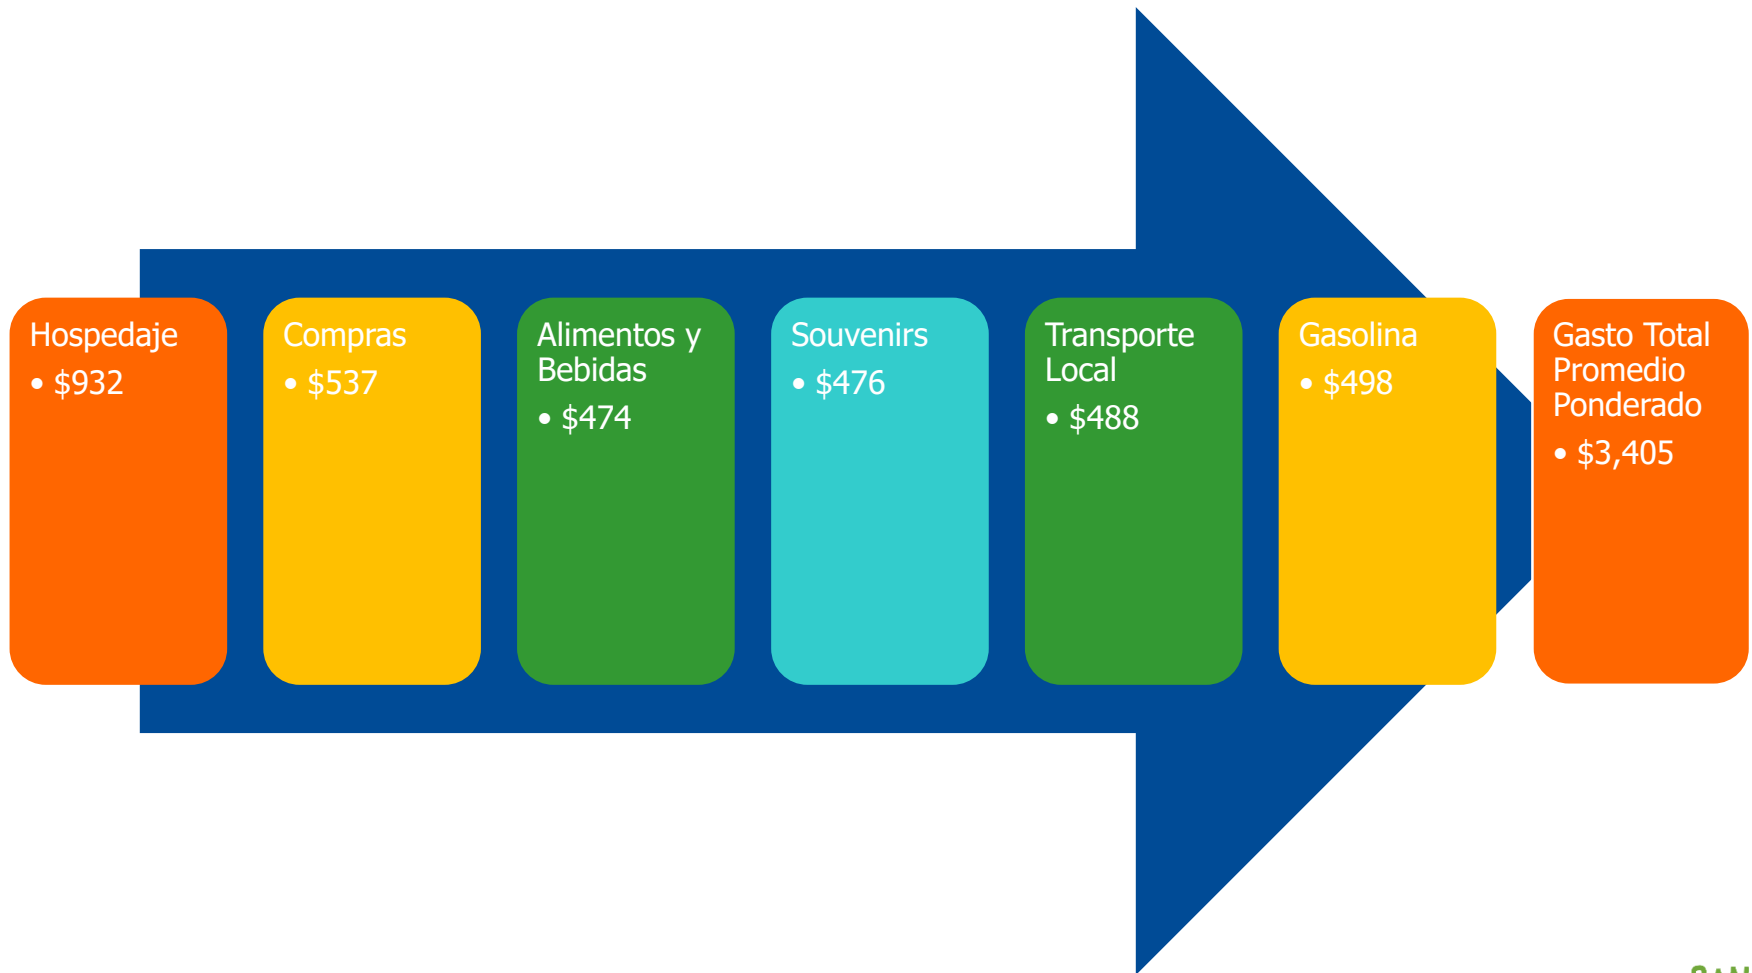 Hospedaje
• $932
Compras
• $537
Alimentos y
Bebidas
• $474
Souvenirs
• $476
Transporte
Local
• $488
Gasolina
• $498
Gasto Total
Promedio
Ponderado
• $3,405